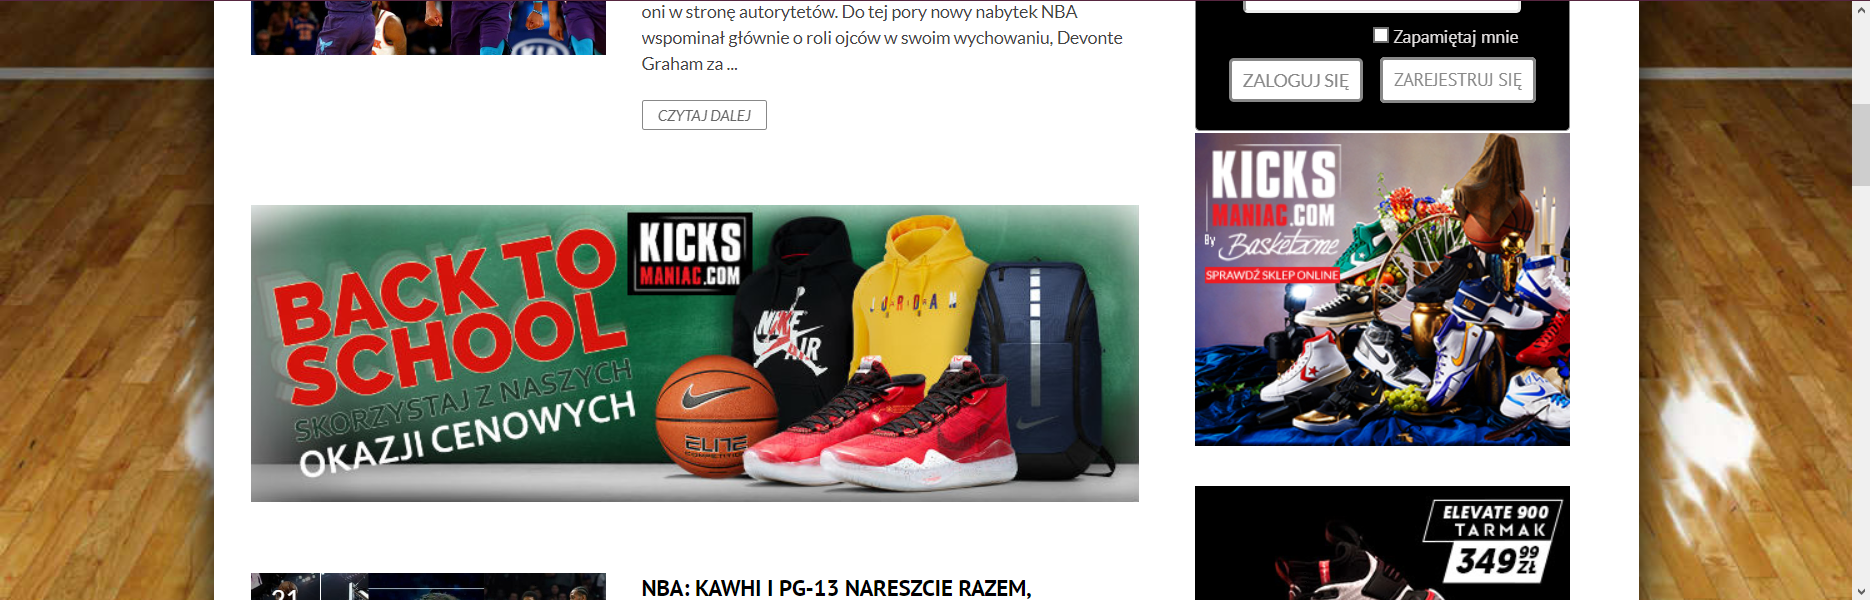 oni w stronę autorytetów. Do tej pory nowy nabytek NBA
wspominał głównie o roli ojców w swoim wychowaniu, Devonte
Graham za ...
CZYTAJ DALEJ
KIA
Zapamiętaj mnie
ZALOGUJ SIĘ
ZAREJESTRUJ SIĘ
BACK TO
SCHOOL
SKORZYSTAJ Z NASZYCH
OKAZJI CENOWYCH
KICKS
MANIAC.COM
NIKE
AIR
JORDAN
ELITE
COMPETITION
KICKS
MANIAC.COM
By Basketzone
SPRAWDŹ SKLEP ONLINE
ELEVATE 900
TARMAK
349 99 ZŁ
21
NBA: KAWHI I PG-13 NARESZCIE RAZEM,